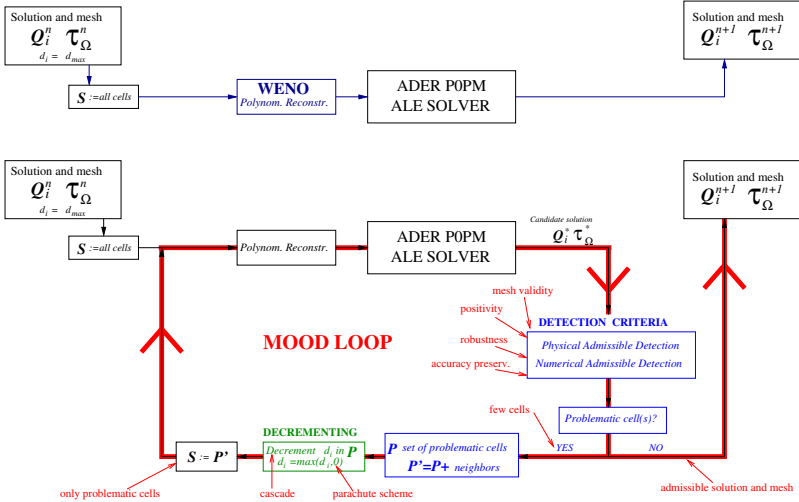 Solution and mesh
Q_i^n τ_Ω^n
d_i = d_max
S :=all cells
WENO
Polynom. Reconstr.
ADER P0PM
ALE SOLVER
Solution and mesh
Q_i^{n+1} τ_Ω^{n+1}
Solution and mesh
Q_i^n τ_Ω^n
d_i = d_max
S :=all cells
Polynom. Reconstr.
ADER P0PM
ALE SOLVER
Candidate solution
Q_i^* τ_Ω^*
Solution and mesh
Q_i^{n+1} τ_Ω^{n+1}
mesh validity
positivity
robustness
accuracy preserv.
DETECTION CRITERIA
Physical Admissible Detection
Numerical Admissible Detection
MOOD LOOP
few cells
Problematic cell(s)?
YES
NO
DECREMENTING
S := P'
Decrement d_i in P
d_i =max(d_i,0)
P set of problematic cells
P'=P+ neighbors
only problematic cells
cascade
parachute scheme
admissible solution and mesh